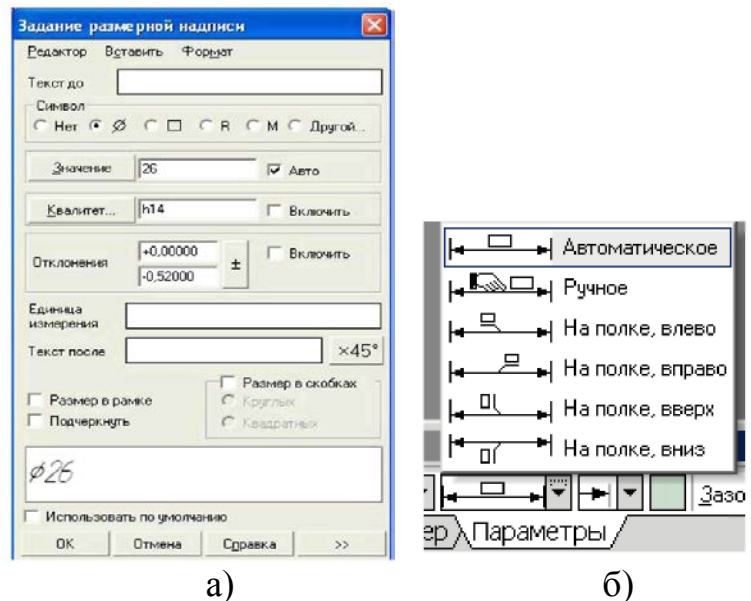 Задание размерной надписи
Редактор Вставить Формат
Текст до
Символ
Нет Ø □ R M Другой...
Значение 26 Авто
Квалитет... h14 Включить
Отклонения +0,00000 ± Включить
-0,52000
Единица
измерения
Текст после ×45°
Размер в рамке Размер в скобках
Подчеркнуть Круглых
Квадратных
Ø26
Использовать по умолчанию
ОК Отмена Справка >>
а)
Автоматическое
Ручное
На полке, влево
На полке, вправо
На полке, вверх
На полке, вниз
Зазо
ер Параметры
б)